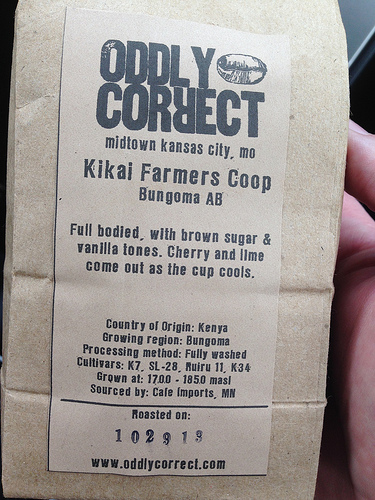 ODDLY
CORRECT
midtown kansas city, mo
Kikai Farmers Coop
Bungoma AB
Full bodied, with brown sugar &
vanilla tones. Cherry and lime
come out as the cup cools.
Country of Origin: Kenya
Growing region: Bungoma
Processing method: Fully washed
Cultivars: K7, SL-28, Ruiru 11, K34
Grown at: 1700 - 1850 masl
Sourced by: Cafe Imports, MN
Roasted on:
102913
www.oddlycorrect.com